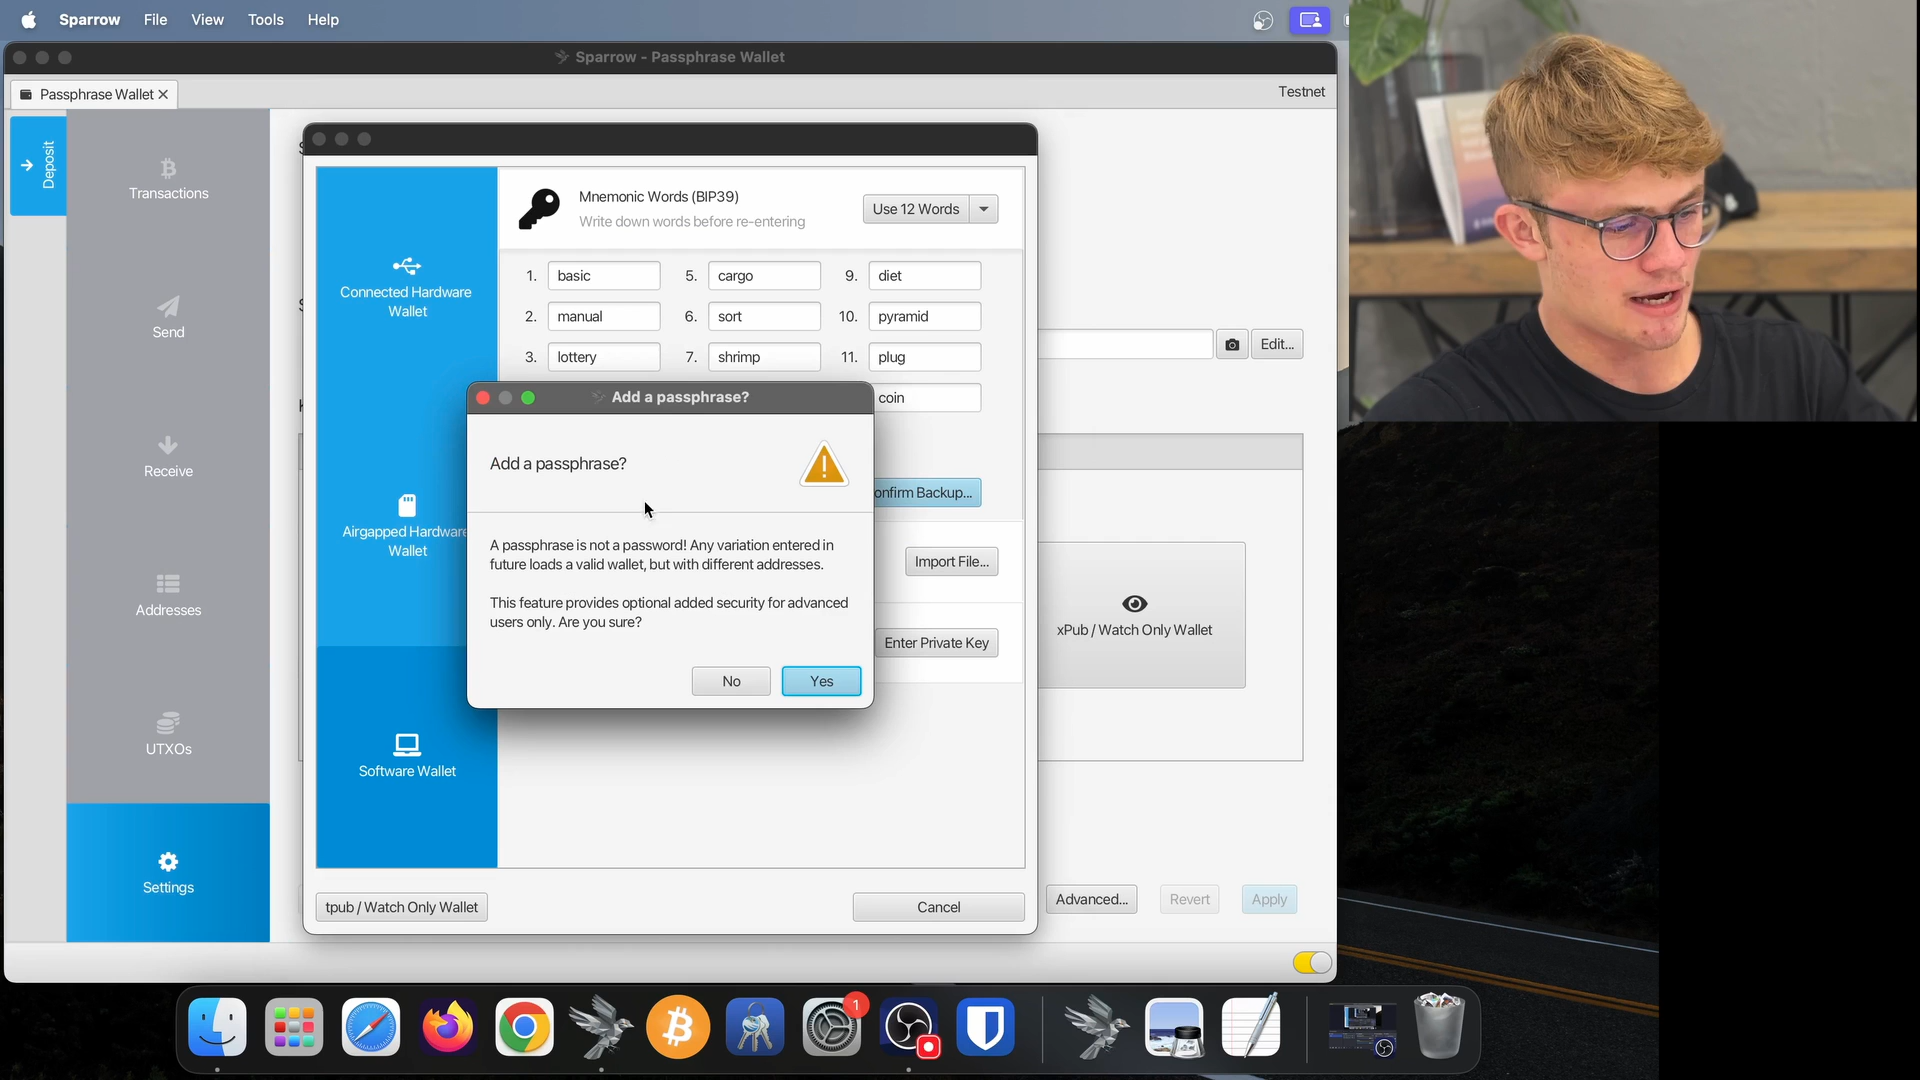 Sparrow File View Tools Help
Sparrow - Passphrase Wallet
Passphrase Wallet
Testnet
Deposit
Transactions
Send
Receive
Addresses
UTXOs
Settings
Connected Hardware
Wallet
Airgapped Hardware
Wallet
Software Wallet
Mnemonic Words (BIP39)
Write down words before re-entering
Use 12 Words
1. basic 5. cargo 9. diet
2. manual 6. sort 10. pyramid
3. lottery 7. shrimp 11. plug
coin
onfirm Backup...
Import File...
Enter Private Key
Add a passphrase?
Add a passphrase?
A passphrase is not a password! Any variation entered in
future loads a valid wallet, but with different addresses.
This feature provides optional added security for advanced
users only. Are you sure?
No Yes
Edit...
xPub / Watch Only Wallet
tpub / Watch Only Wallet
Cancel
Advanced... Revert Apply
1